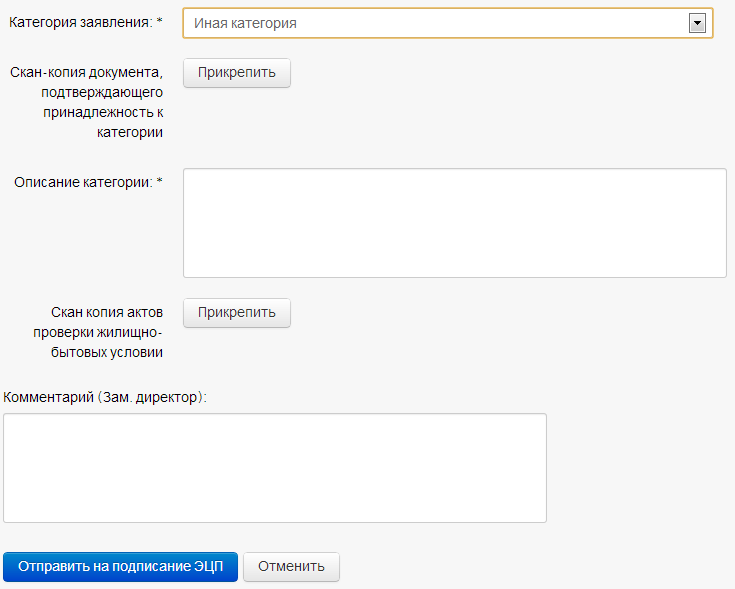 Категория заявления: *
Иная категория
Скан-копия документа,
подтверждающего
принадлежность к
категории
Прикрепить
Описание категории: *
Скан копия актов
проверки жилищно-
бытовых условии
Прикрепить
Комментарий (Зам. директор):
Отправить на подписание ЭЦП
Отменить